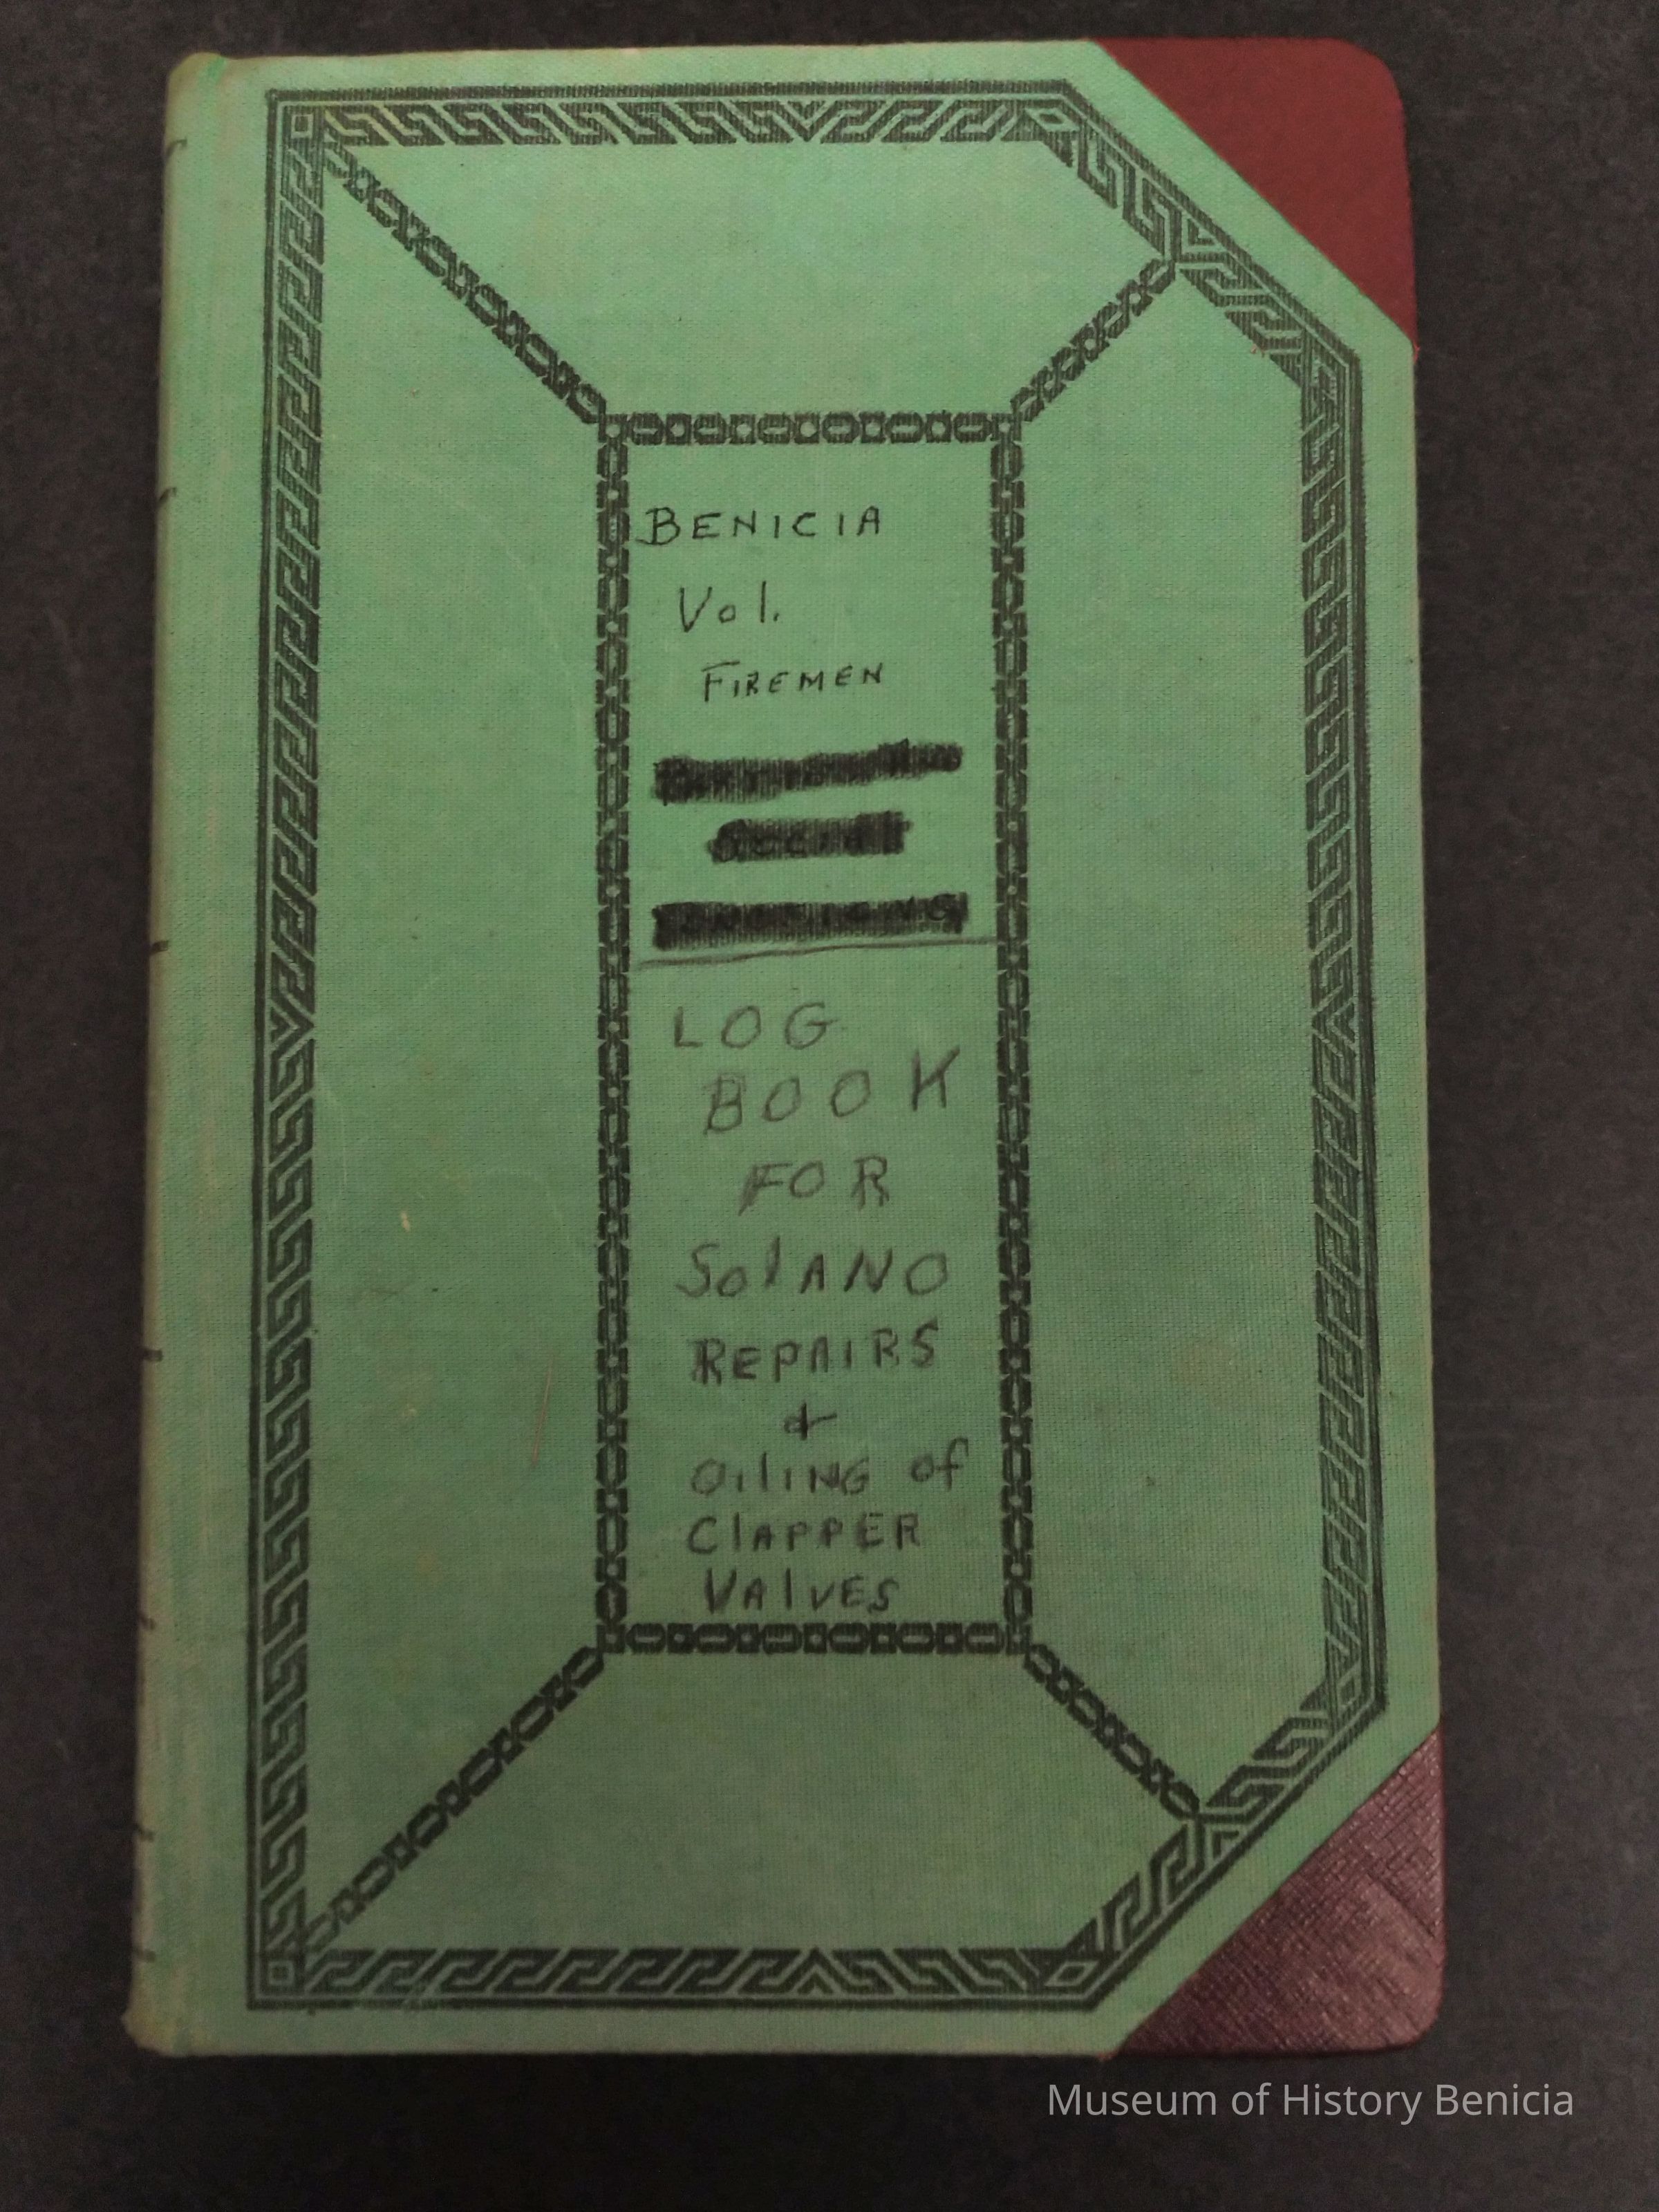 BENICIA
Vol.
FIREMEN
LOG
BOOK
FOR
SolANO
REPAIRS
&
OilING of
ClAPPER
VAlVES
Museum of History Benicia